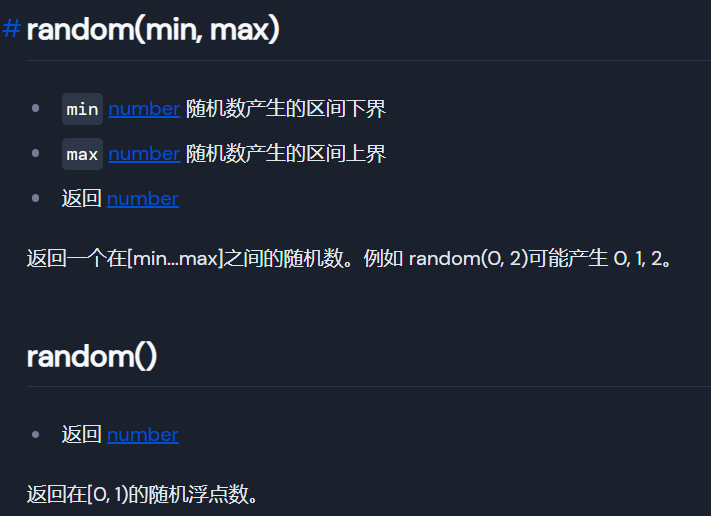 # random(min, max)
min number 随机数产生的区间下界
max number 随机数产生的区间上界
返回 number
返回一个在[min...max]之间的随机数。例如 random(0, 2)可能产生 0, 1, 2。
random()
返回 number
返回在[0, 1)的随机浮点数。